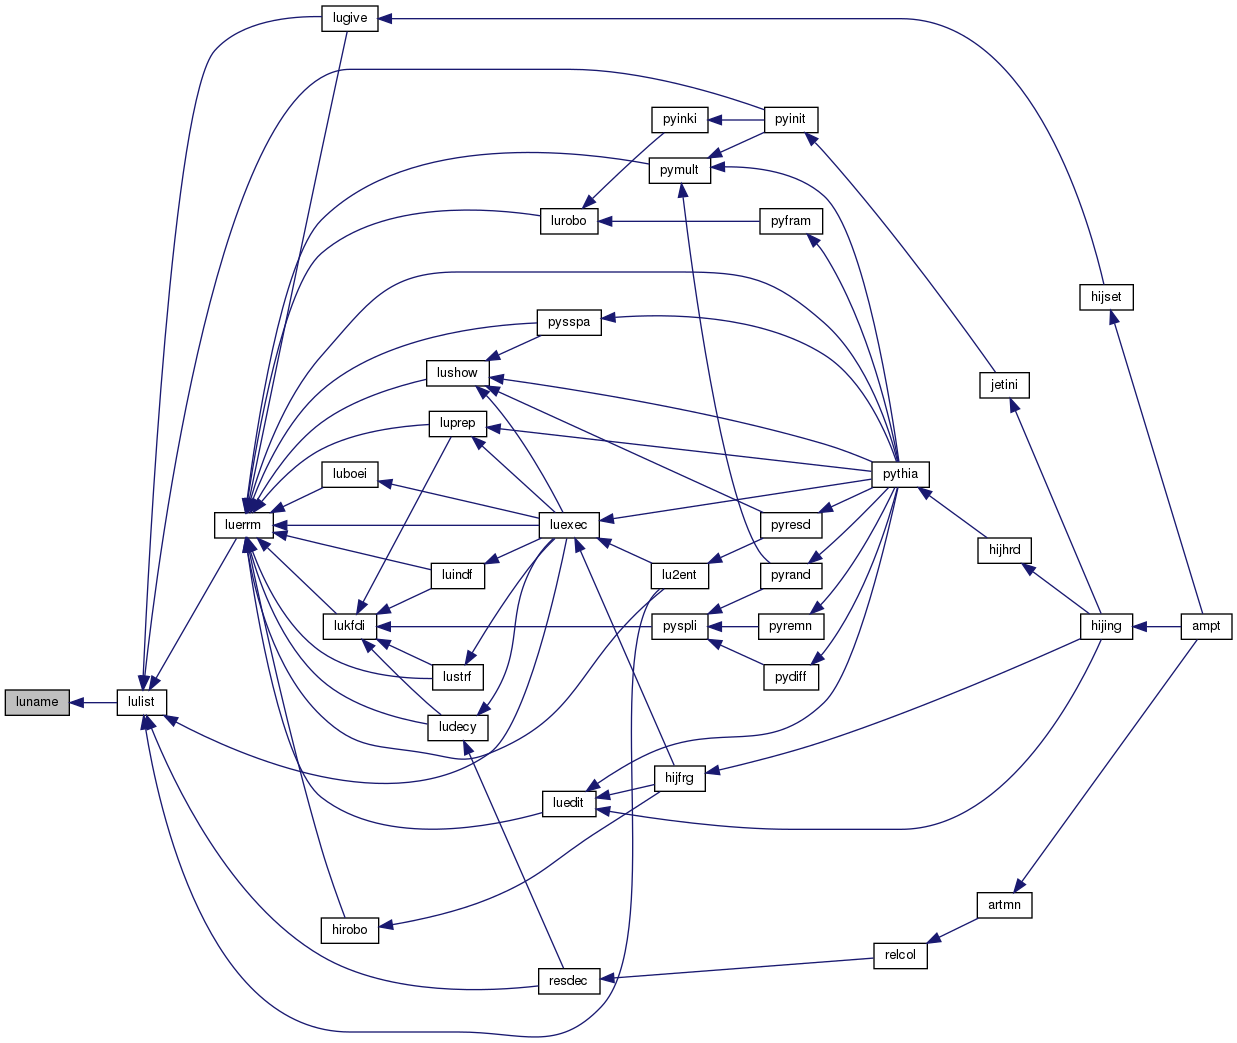 lugive
pyinki
pyinit
pymult
lurobo
pyfram
hijset
pysspa
lushow
jetini
luprep
luboei
pythia
luerrm
luexec
pyresd
hijhrd
luindf
lu2ent
pyrand
lukfdi
pyspli
pyremn
hijing
ampt
lustrf
pydiff
luname
lulist
ludecy
hijfrg
luedit
artmn
hirobo
relcol
resdec